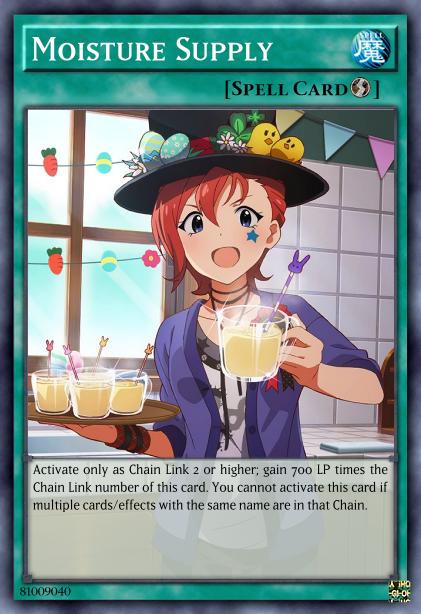 Moisture Supply
SPELL
魔
[Spell Card]
Activate only as Chain Link 2 or higher; gain 700 LP times the
Chain Link number of this card. You cannot activate this card if
multiple cards/effects with the same name are in that Chain.
81009040